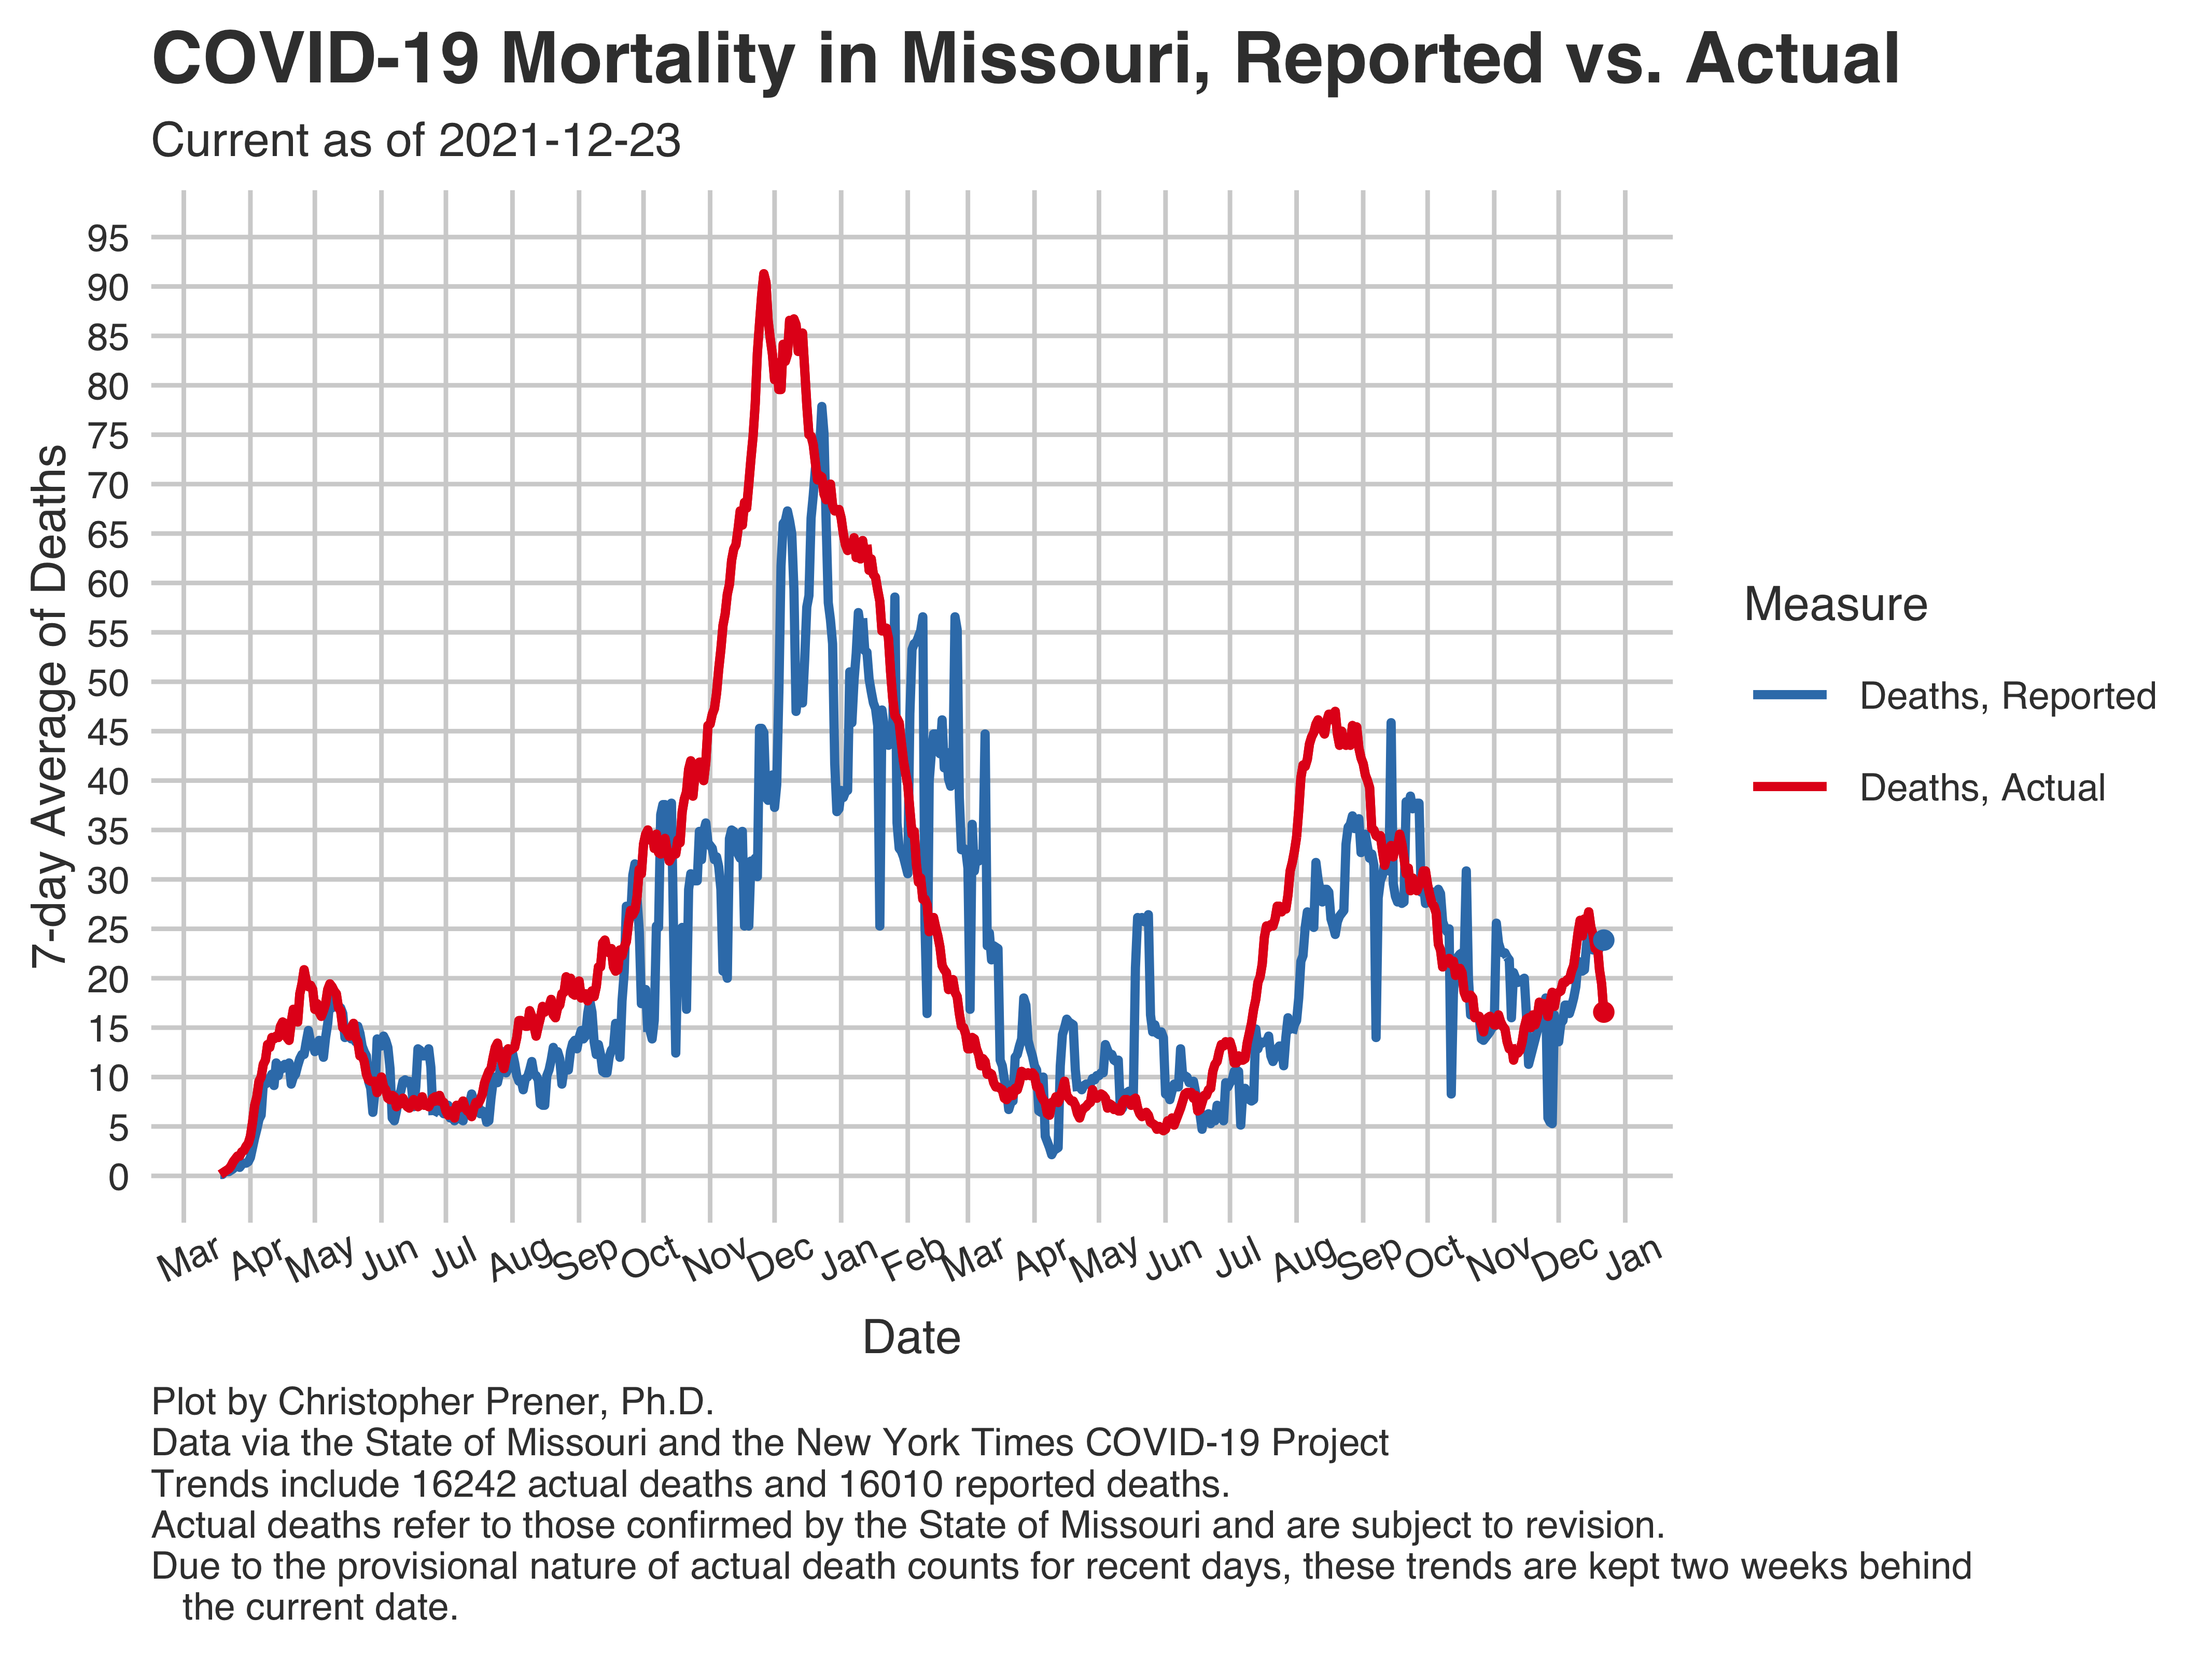 COVID-19 Mortality in Missouri, Reported vs. Actual
Current as of 2021-12-23
95
90
85
80
75
70
65
60
55
50
45
40
35
30
25
20
15
10
5
0
7-day Average of Deaths
Mar Apr May Jun Jul Aug Sep Oct Nov Dec Jan Feb Mar Apr May Jun Jul Aug Sep Oct Nov Dec Jan
Date
Measure
Deaths, Reported
Deaths, Actual
Plot by Christopher Prener, Ph.D.
Data via the State of Missouri and the New York Times COVID-19 Project
Trends include 16242 actual deaths and 16010 reported deaths.
Actual deaths refer to those confirmed by the State of Missouri and are subject to revision.
Due to the provisional nature of actual death counts for recent days, these trends are kept two weeks behind
the current date.